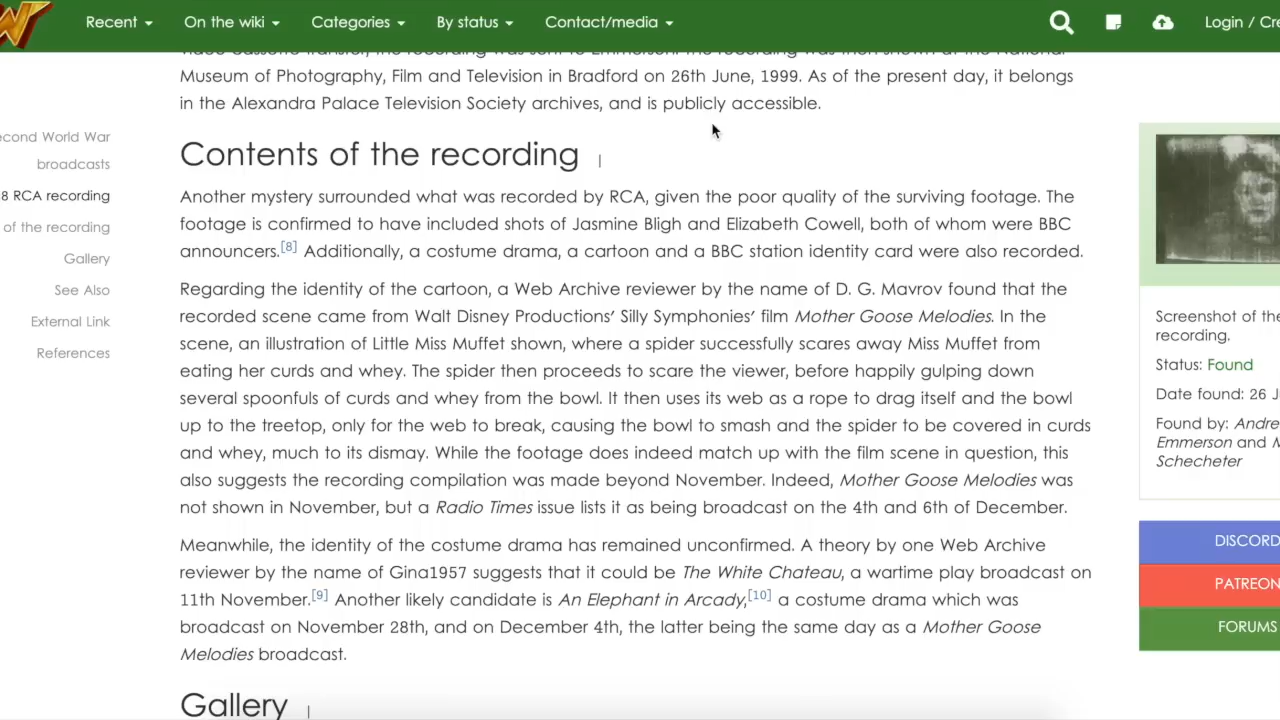 Recent
On the wiki
Categories
By status
Contact/media
Login / Cre
Museum of Photography, Film and Television in Bradford on 26th June, 1999. As of the present day, it belongs
in the Alexandra Palace Television Society archives, and is publicly accessible.
econd World War
broadcasts
8 RCA recording
of the recording
Gallery
See Also
External Link
References
Contents of the recording
Another mystery surrounded what was recorded by RCA, given the poor quality of the surviving footage. The
footage is confirmed to have included shots of Jasmine Bligh and Elizabeth Cowell, both of whom were BBC
announcers.[8] Additionally, a costume drama, a cartoon and a BBC station identity card were also recorded.
Regarding the identity of the cartoon, a Web Archive reviewer by the name of D. G. Mavrov found that the
recorded scene came from Walt Disney Productions' Silly Symphonies' film Mother Goose Melodies. In the
scene, an illustration of Little Miss Muffet shown, where a spider successfully scares away Miss Muffet from
eating her curds and whey. The spider then proceeds to scare the viewer, before happily gulping down
several spoonfuls of curds and whey from the bowl. It then uses its web as a rope to drag itself and the bowl
up to the treetop, only for the web to break, causing the bowl to smash and the spider to be covered in curds
and whey, much to its dismay. While the footage does indeed match up with the film scene in question, this
also suggests the recording compilation was made beyond November. Indeed, Mother Goose Melodies was
not shown in November, but a Radio Times issue lists it as being broadcast on the 4th and 6th of December.
Meanwhile, the identity of the costume drama has remained unconfirmed. A theory by one Web Archive
reviewer by the name of Gina1957 suggests that it could be The White Chateau, a wartime play broadcast on
11th November.[9] Another likely candidate is An Elephant in Arcady,[10] a costume drama which was
broadcast on November 28th, and on December 4th, the latter being the same day as a Mother Goose
Melodies broadcast.
Gallery
Screenshot of the
recording.
Status: Found
Date found: 26 J
Found by: Andre
Emmerson and M
Schecheter
DISCORD
PATREON
FORUMS